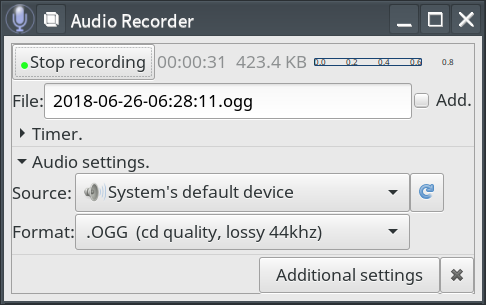 Audio Recorder
Stop recording 00:00:31 423.4 KB 0.0 0.2 0.4 0.6 0.8
File: 2018-06-26-06:28:11.ogg Add.
Timer.
Audio settings.
Source: System's default device
Format: .OGG (cd quality, lossy 44khz)
Additional settings